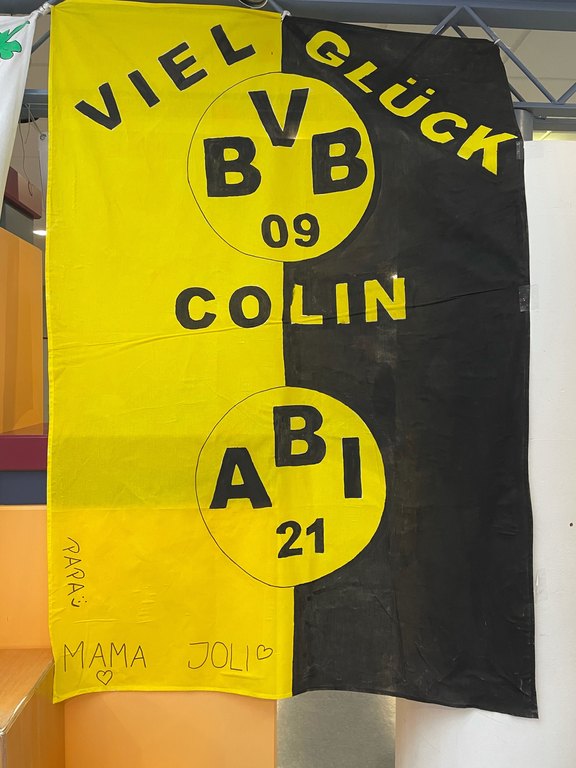 VIEL GLÜCK
BVB
09
COLIN
ABI
21
PAPA :)
MAMA ♡ JOLI ♡